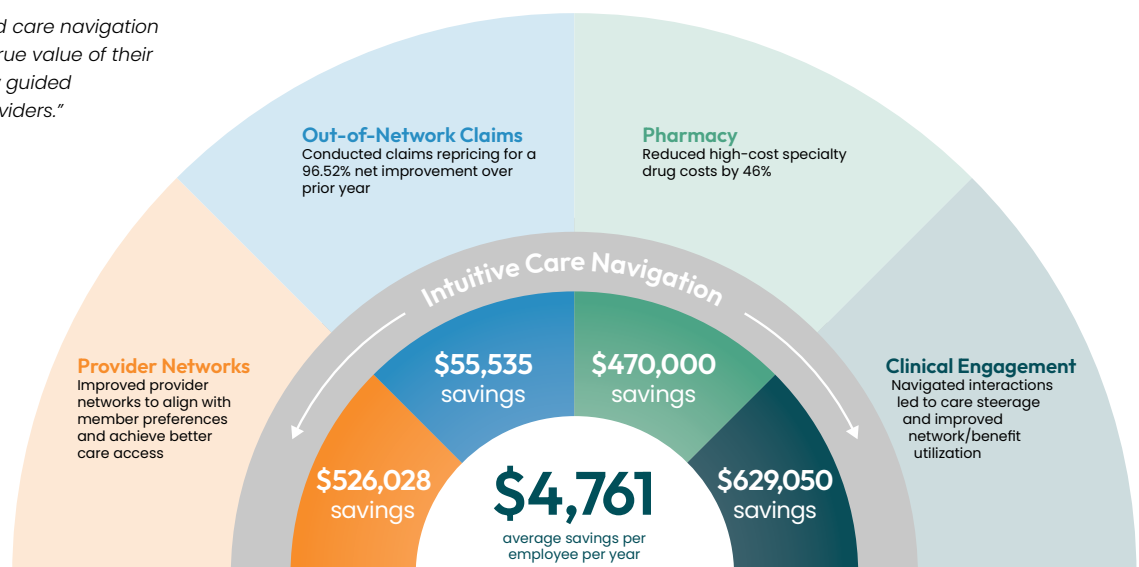 d care navigation
rue value of their
guided
viders.”
Out-of-Network Claims
Conducted claims repricing for a
96.52% net improvement over
prior year
Pharmacy
Reduced high-cost specialty
drug costs by 46%
Intuitive Care Navigation
Provider Networks
Improved provider
networks to align with
member preferences
and achieve better
care access
Clinical Engagement
Navigated interactions
led to care steerage
and improved
network/benefit
utilization
$55,535
savings
$470,000
savings
$526,028
savings
$629,050
savings
$4,761
average savings per
employee per year